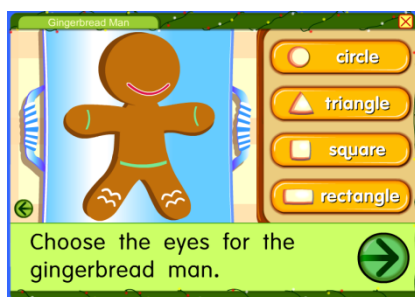 Gingerbread Man
circle
triangle
square
rectangle
Choose the eyes for the
gingerbread man.